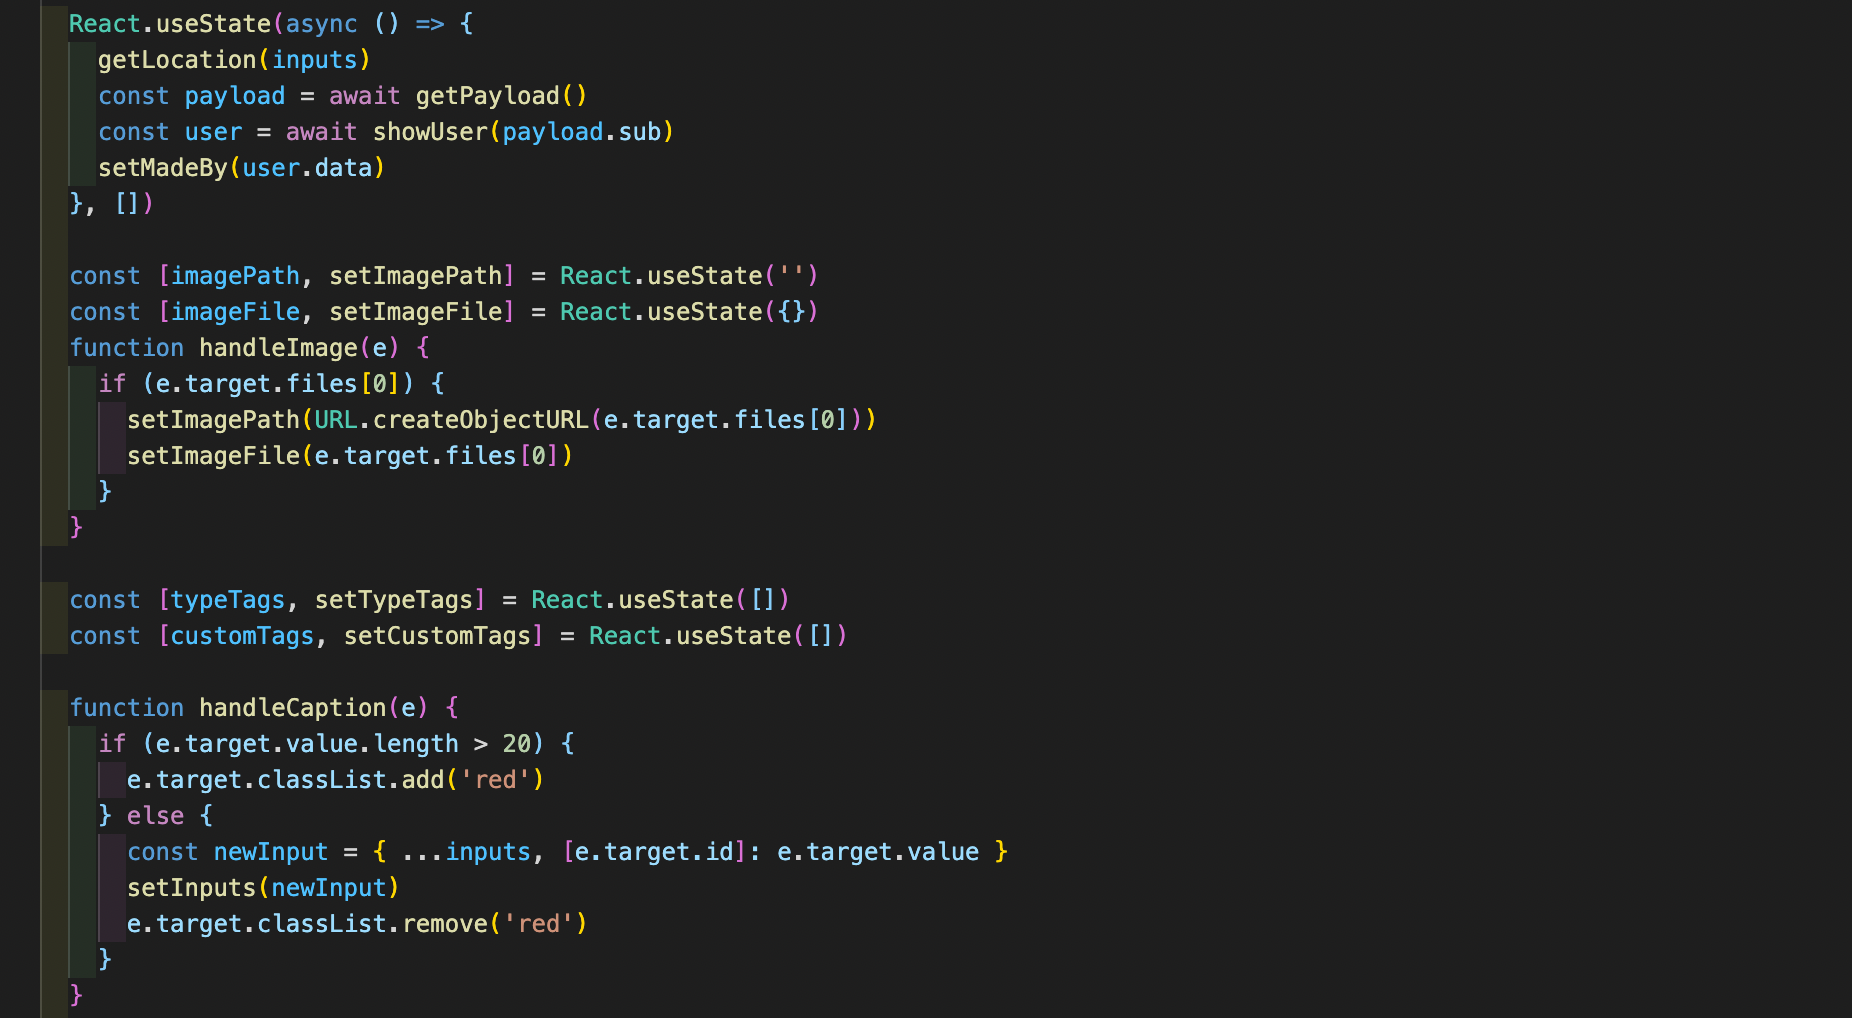 React.useState(async () => {
getLocation(inputs)
const payload = await getPayload()
const user = await showUser(payload.sub)
setMadeBy(user.data)
}, [])
const [imagePath, setImagePath] = React.useState('')
const [imageFile, setImageFile] = React.useState({})
function handleImage(e) {
if (e.target.files[0]) {
setImagePath(URL.createObjectURL(e.target.files[0]))
setImageFile(e.target.files[0])
}
}
const [typeTags, setTypeTags] = React.useState([])
const [customTags, setCustomTags] = React.useState([])
function handleCaption(e) {
if (e.target.value.length > 20) {
e.target.classList.add('red')
} else {
const newInput = { ...inputs, [e.target.id]: e.target.value }
setInputs(newInput)
e.target.classList.remove('red')
}
}